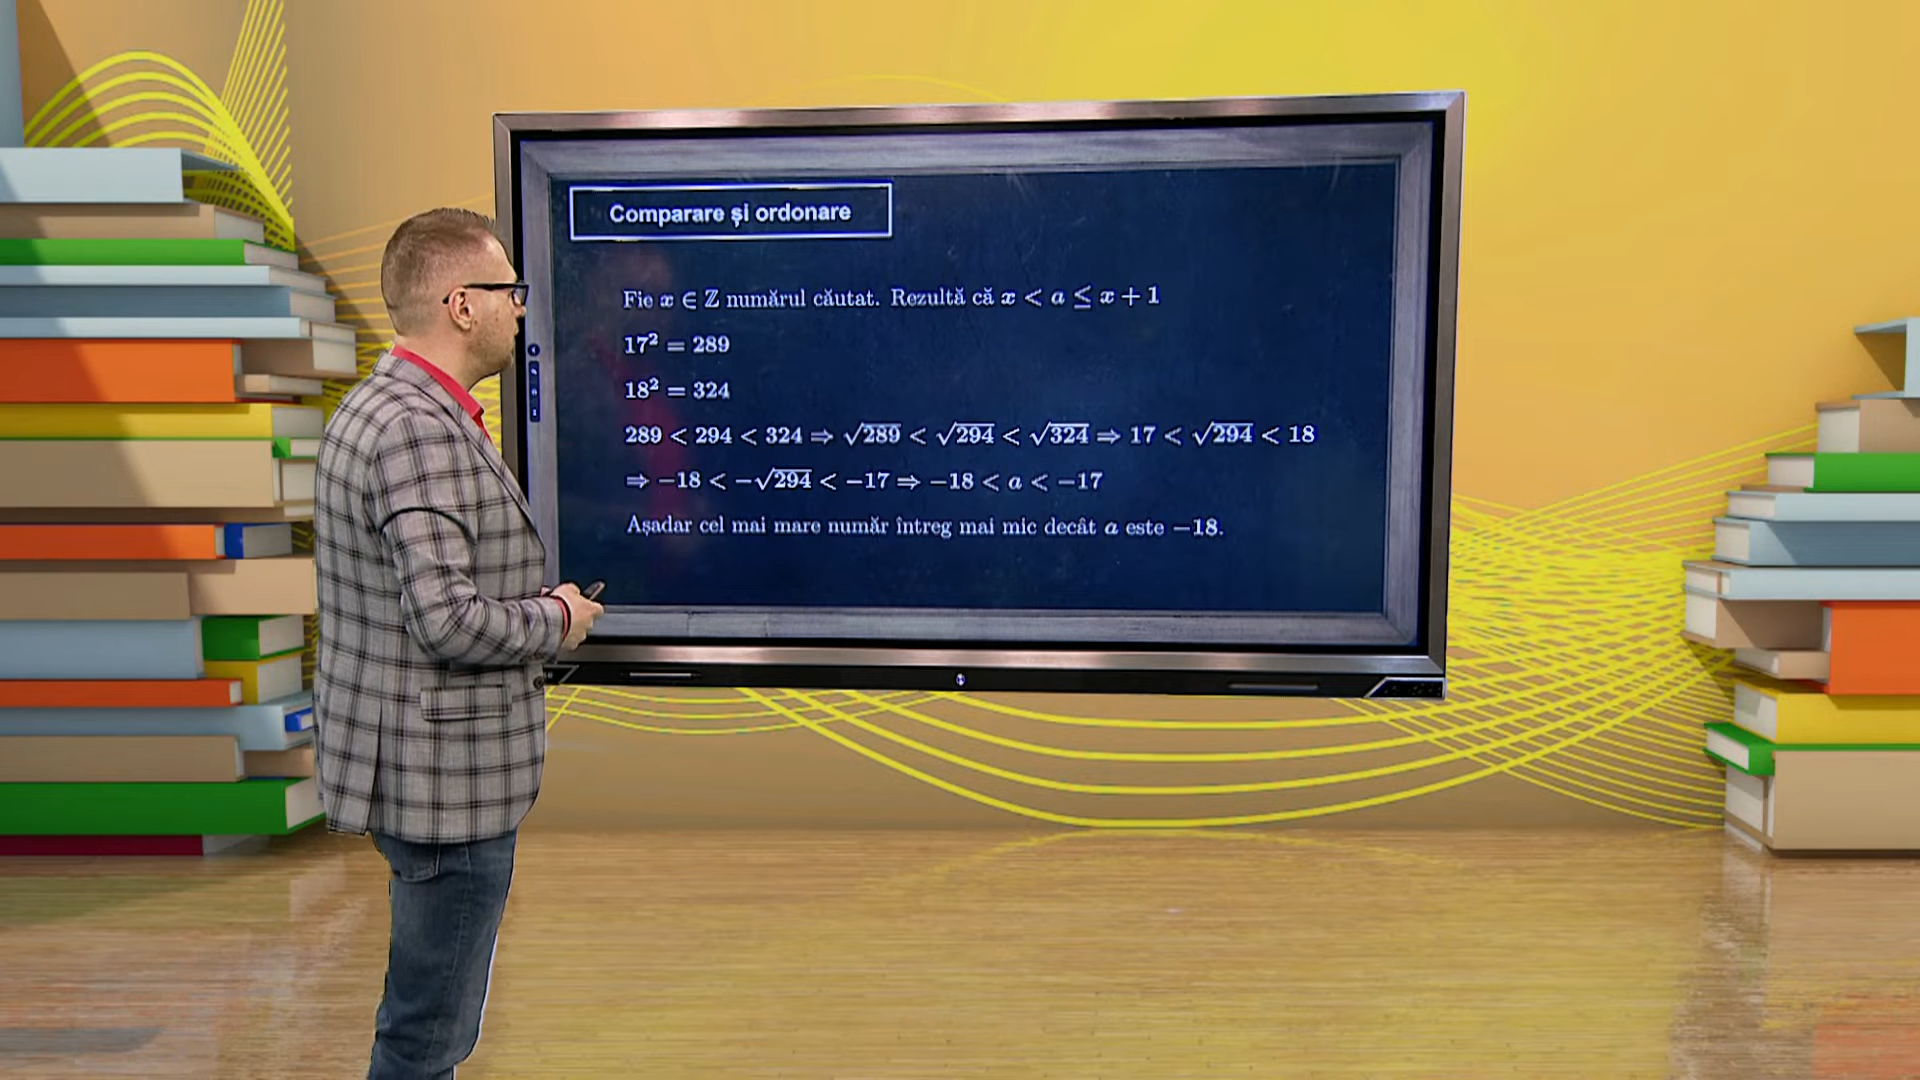 Comparare și ordonare
Fie x ∈ ℤ numărul căutat. Rezultă că x < a ≤ x + 1
17² = 289
18² = 324
289 < 294 < 324 ⇒ √289 < √294 < √324 ⇒ 17 < √294 < 18
⇒ −18 < −√294 < −17 ⇒ −18 < a < −17
Așadar cel mai mare număr întreg mai mic decât a este −18.